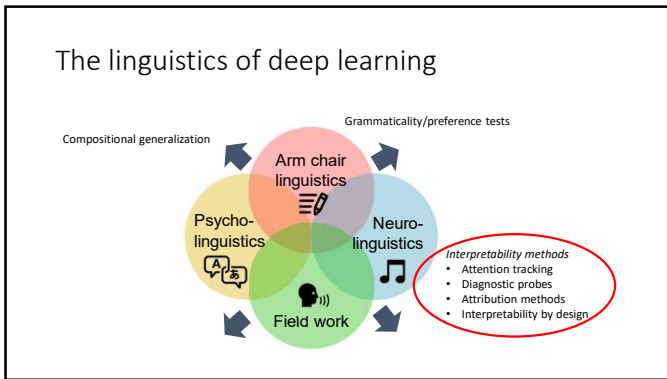 The linguistics of deep learning
Grammaticality/preference tests
Compositional generalization
Arm chair
linguistics
Psycho-
linguistics
Neuro-
linguistics
A あ
Field work
Interpretability methods
• Attention tracking
• Diagnostic probes
• Attribution methods
• Interpretability by design